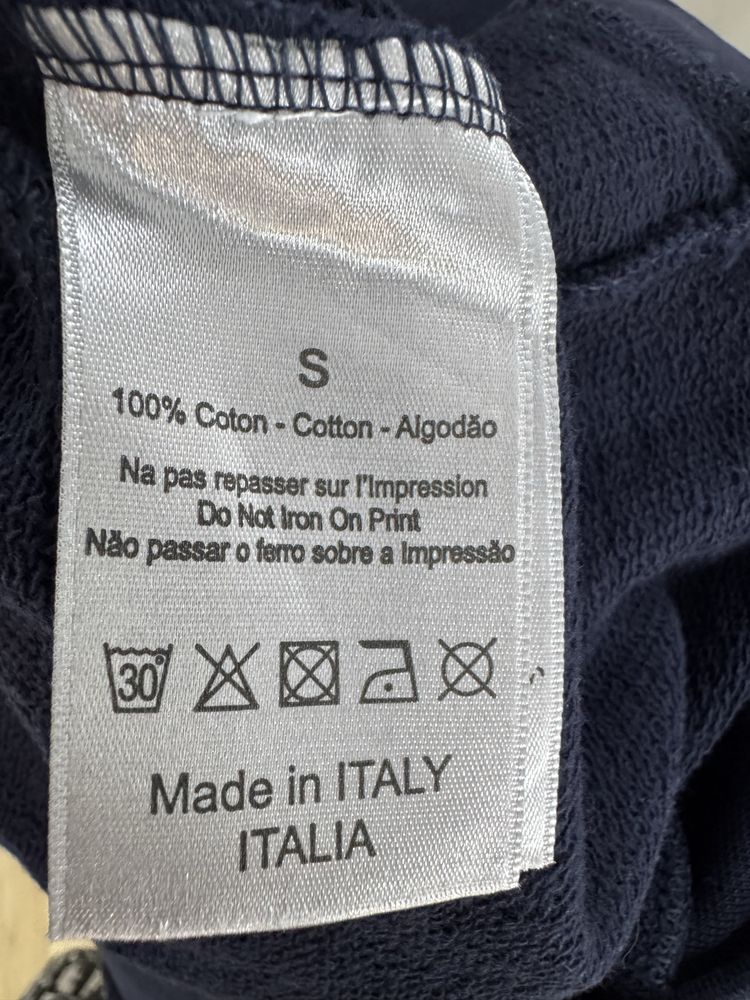 S
100% Coton - Cotton - Algodão
Na pas repasser sur l'Impression
Do Not Iron On Print
Não passar o ferro sobre a Impressão
30°
Made in ITALY
ITALIA